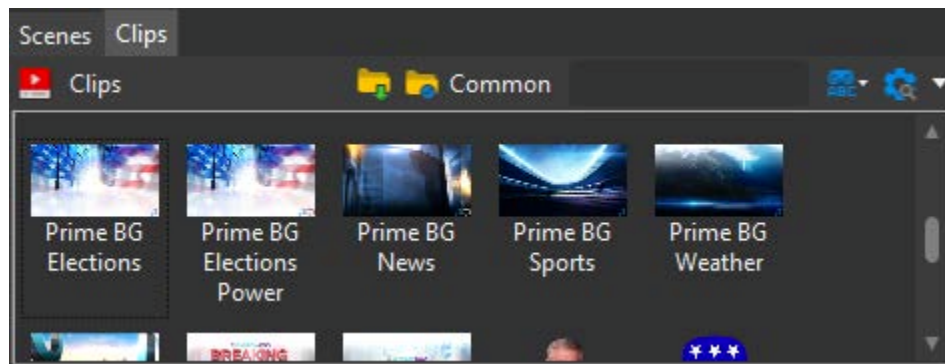 Scenes Clips
Clips Common
ABC
Prime BG
Elections
Prime BG
Elections
Power
Prime BG
News
Prime BG
Sports
Prime BG
Weather
BREAKING